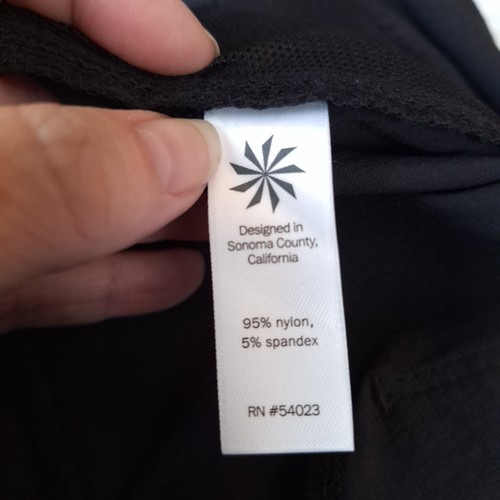 Designed in
Sonoma County,
California
95% nylon,
5% spandex
RN #54023